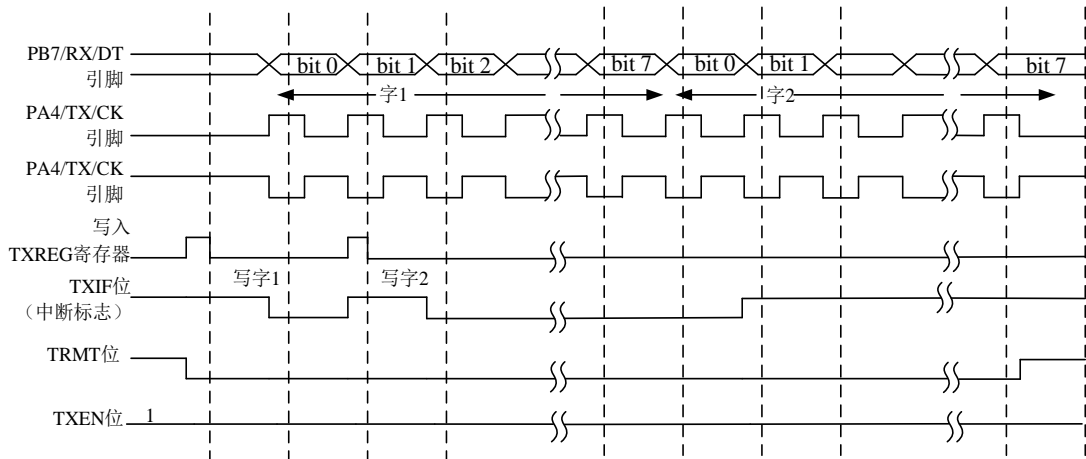 PB7/RX/DT
引脚
bit 0 bit 1 bit 2 bit 7 bit 0 bit 1 bit 7
字1 字2
PA4/TX/CK
引脚
PA4/TX/CK
引脚
写入
TXREG寄存器
写字1 写字2
TXIF位
（中断标志）
TRMT位
TXEN位 1